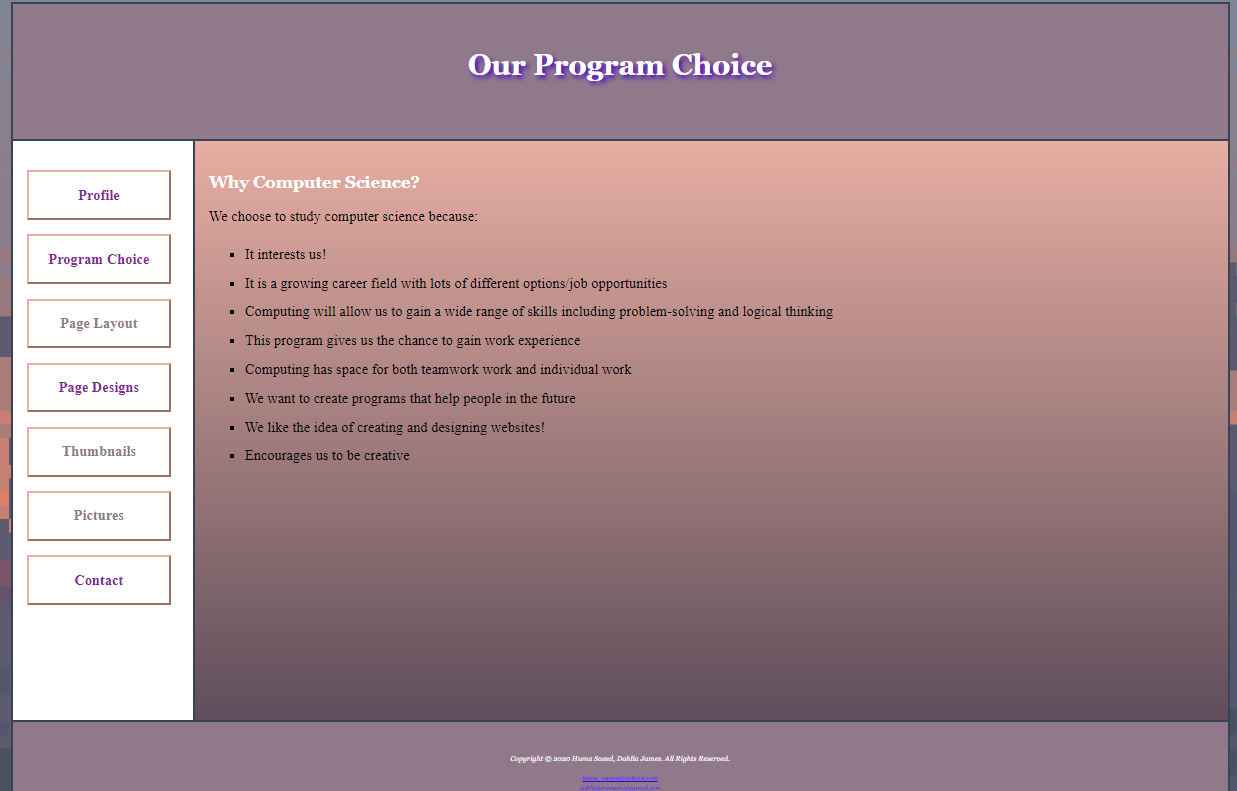 Our Program Choice
Profile
Program Choice
Page Layout
Page Designs
Thumbnails
Pictures
Contact
Why Computer Science?
We choose to study computer science because:
It interests us!
It is a growing career field with lots of different options/job opportunities
Computing will allow us to gain a wide range of skills including problem-solving and logical thinking
This program gives us the chance to gain work experience
Computing has space for both teamwork work and individual work
We want to create programs that help people in the future
We like the idea of creating and designing websites!
Encourages us to be creative
Copyright © 2020 Huma Saeed, Dahlia James. All Rights Reserved.